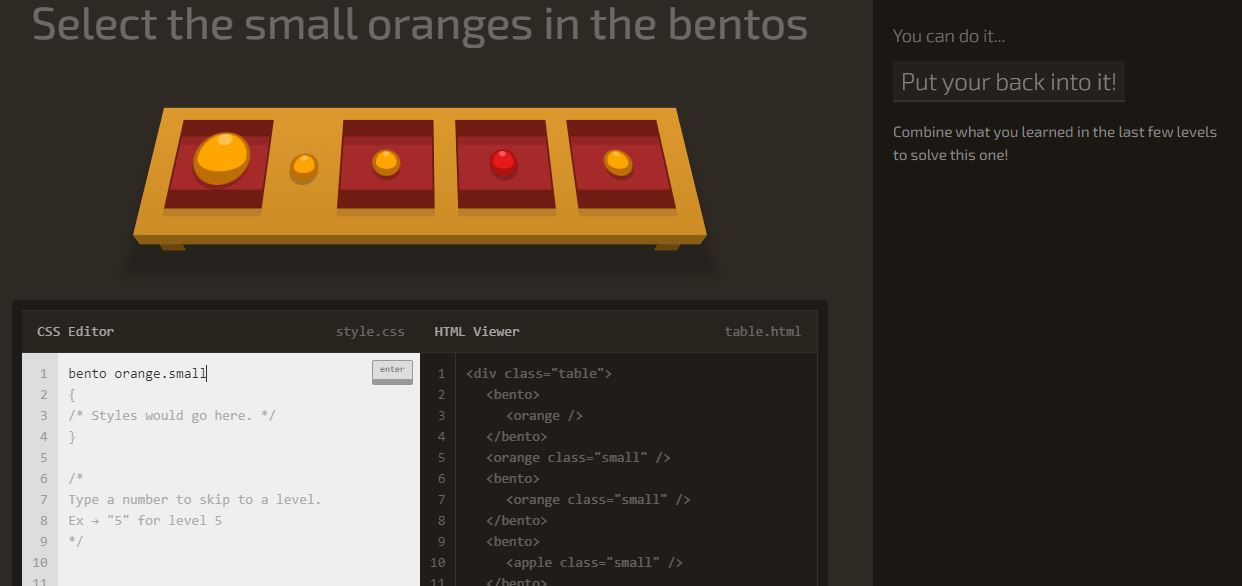 Select the small oranges in the bentos
You can do it...
Put your back into it!
Combine what you learned in the last few levels
to solve this one!
CSS Editor style.css
1 bento orange.small enter
2 {
3 /* Styles would go here. */
4 }
5
6 /*
7 Type a number to skip to a level.
8 Ex → "5" for level 5
9 */
10
11
HTML Viewer table.html
1 <div class="table">
2 <bento>
3 <orange />
4 </bento>
5 <orange class="small" />
6 <bento>
7 <orange class="small" />
8 </bento>
9 <bento>
10 <apple class="small" />
11 </bento>